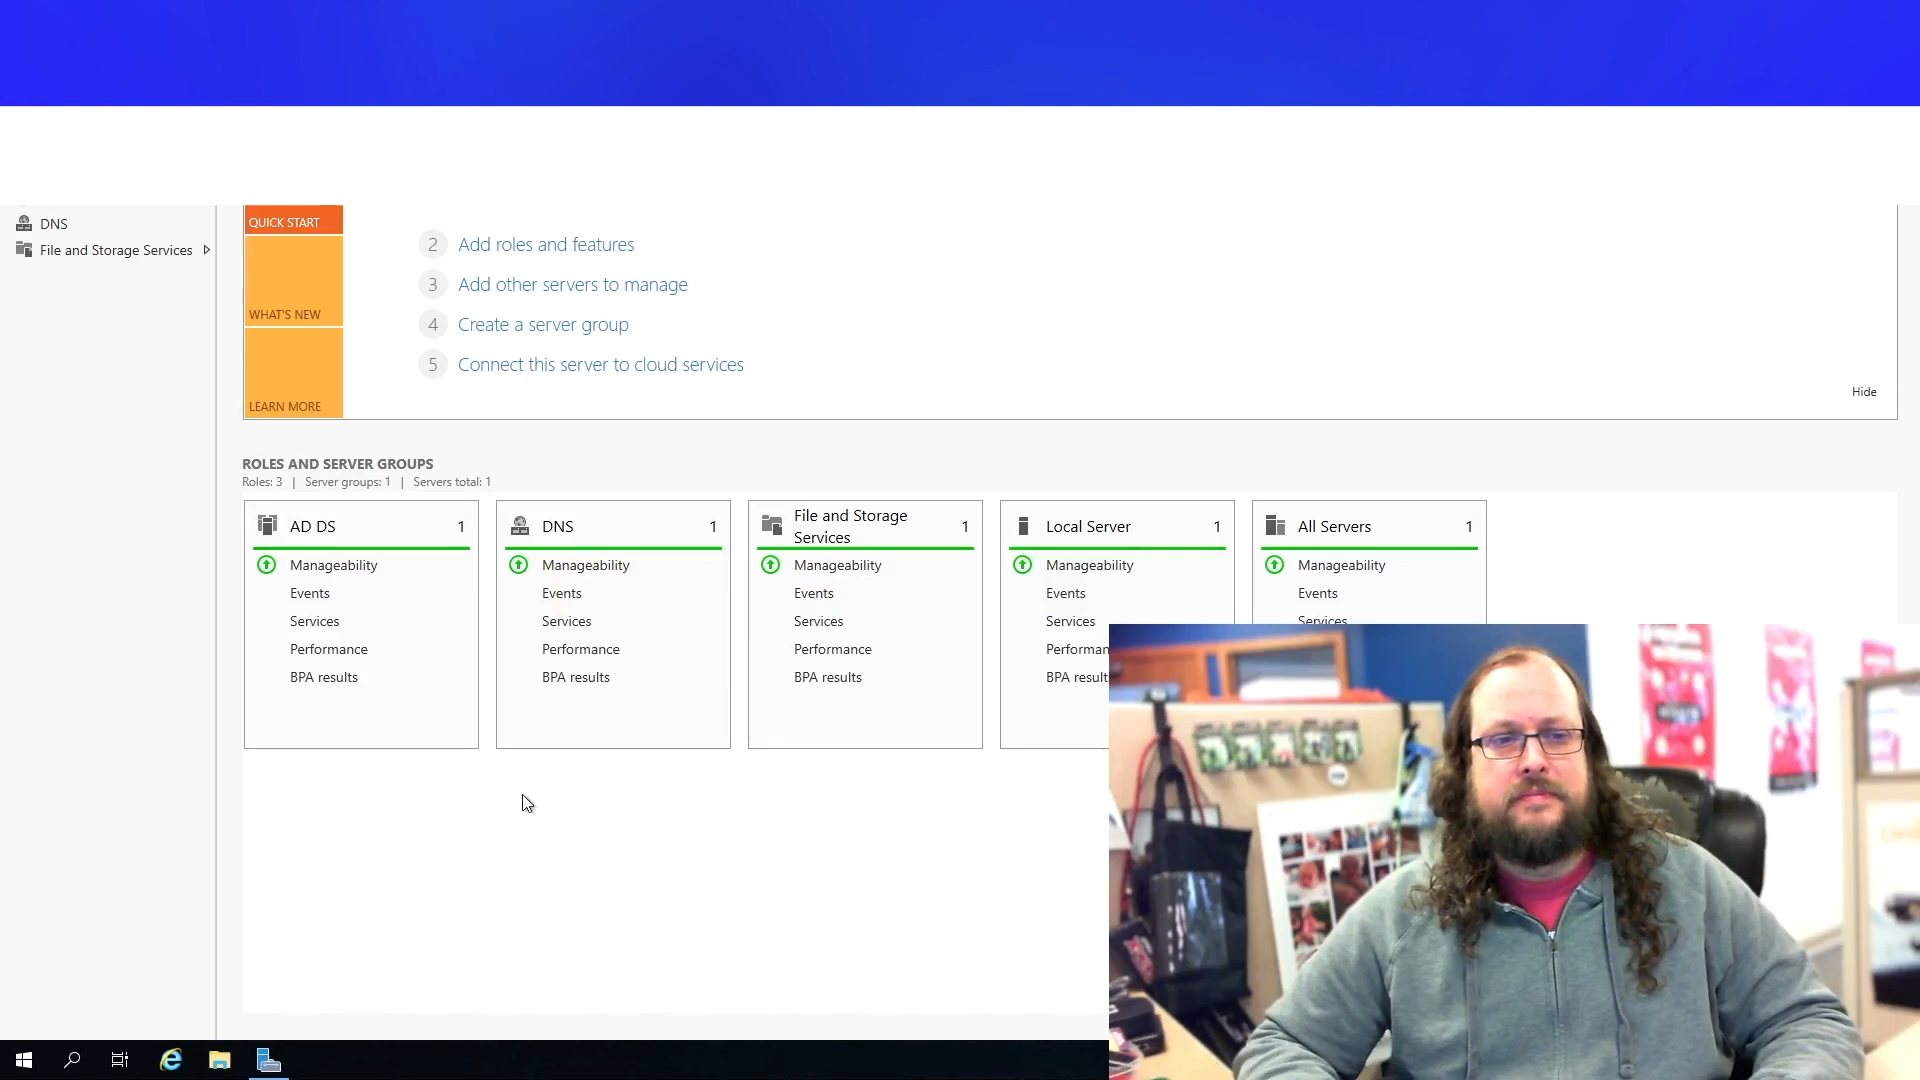 DNS
File and Storage Services
QUICK START
WHAT'S NEW
LEARN MORE
2 Add roles and features
3 Add other servers to manage
4 Create a server group
5 Connect this server to cloud services
Hide
ROLES AND SERVER GROUPS
Roles: 3 | Server groups: 1 | Servers total: 1
AD DS 1
Manageability
Events
Services
Performance
BPA results
DNS 1
Manageability
Events
Services
Performance
BPA results
File and Storage
Services 1
Manageability
Events
Services
Performance
BPA results
Local Server 1
Manageability
Events
Services
All Servers 1
Manageability
Events
Services